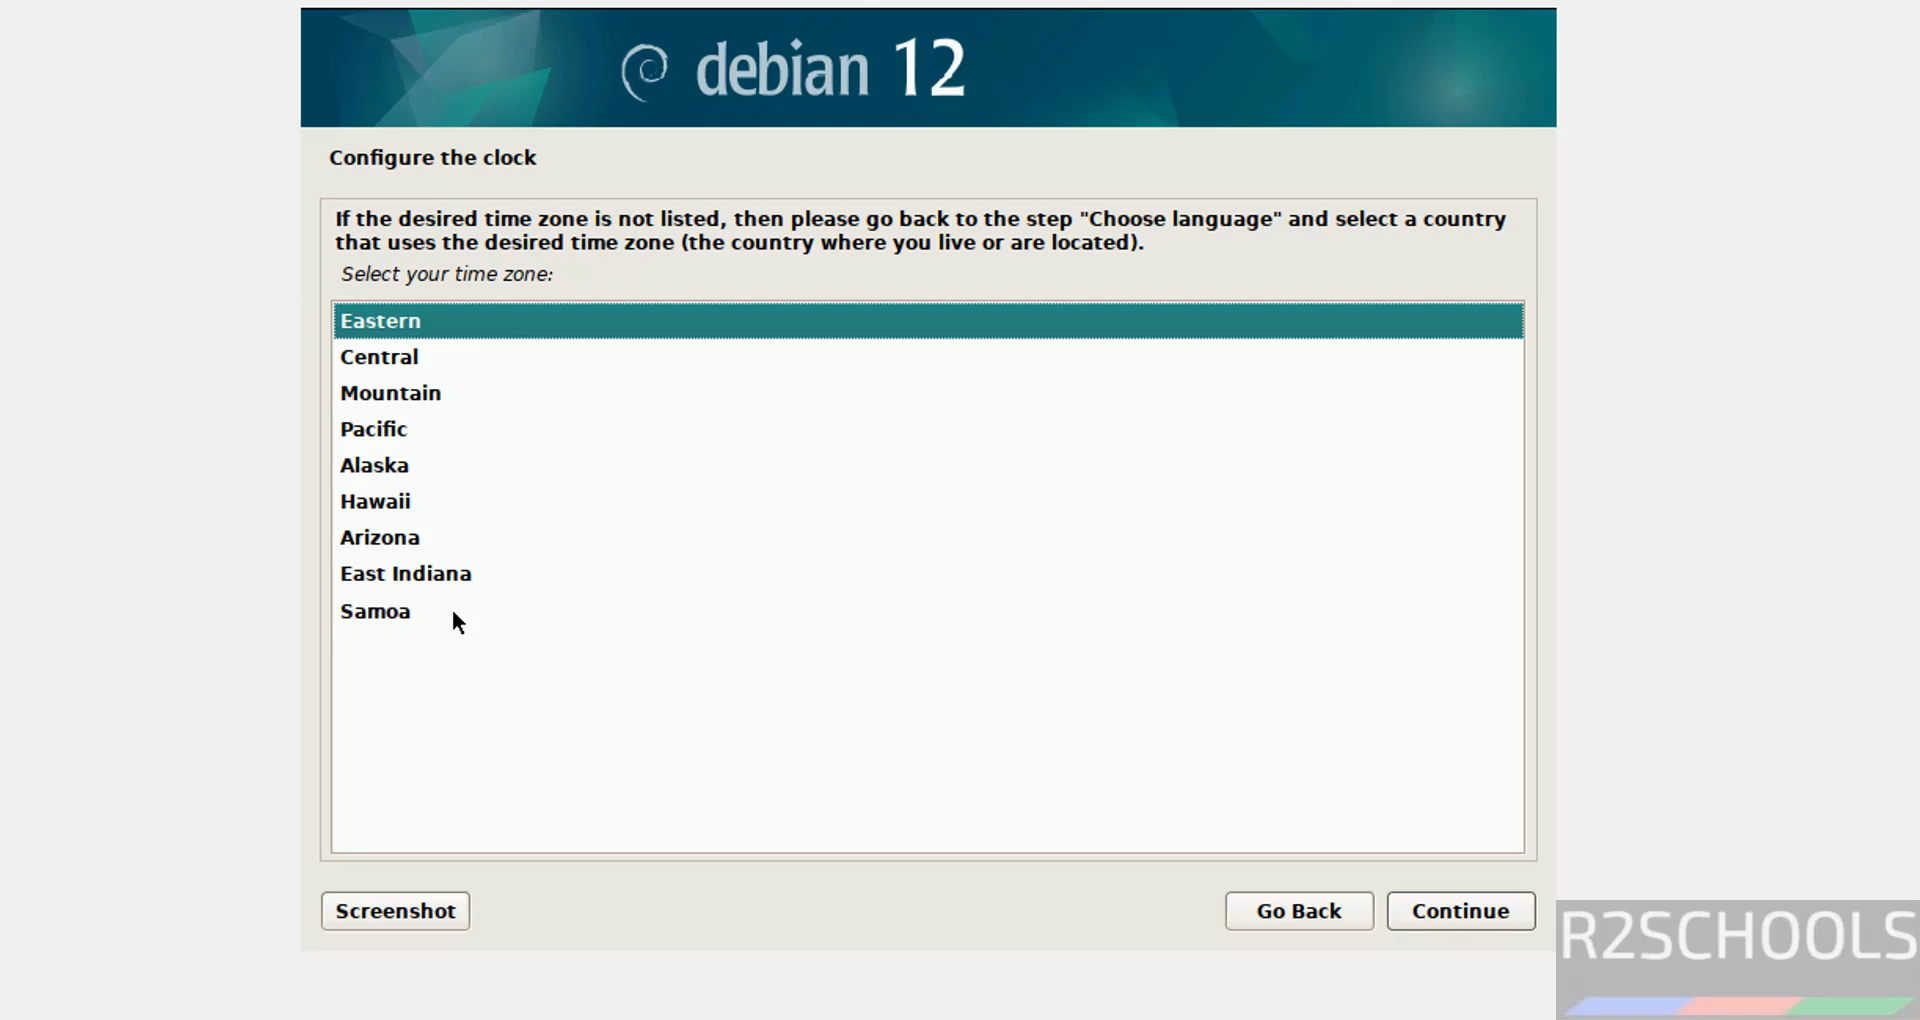 debian 12
Configure the clock
If the desired time zone is not listed, then please go back to the step "Choose language" and select a country
that uses the desired time zone (the country where you live or are located).
Select your time zone:
Eastern
Central
Mountain
Pacific
Alaska
Hawaii
Arizona
East Indiana
Samoa
Screenshot
Go Back
Continue
R2SCHOOLS